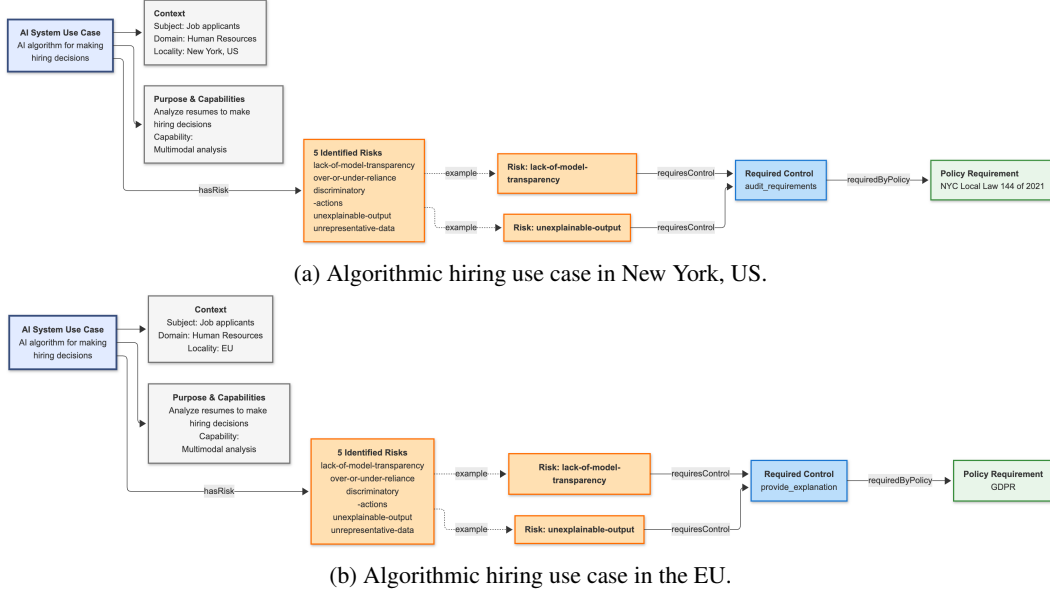 AI System Use Case
AI algorithm for making
hiring decisions
Context
Subject: Job applicants
Domain: Human Resources
Locality: New York, US
Purpose & Capabilities
Analyze resumes to make
hiring decisions
Capability:
Multimodal analysis
hasRisk
5 Identified Risks
lack-of-model-transparency
over-or-under-reliance
discriminatory
-actions
unexplainable-output
unrepresentative-data
example
example
Risk: lack-of-model-
transparency
Risk: unexplainable-output
requiresControl
requiresControl
Required Control
audit_requirements
requiredByPolicy
Policy Requirement
NYC Local Law 144 of 2021
(a) Algorithmic hiring use case in New York, US.
AI System Use Case
AI algorithm for making
hiring decisions
Context
Subject: Job applicants
Domain: Human Resources
Locality: EU
Purpose & Capabilities
Analyze resumes to make
hiring decisions
Capability:
Multimodal analysis
hasRisk
5 Identified Risks
lack-of-model-transparency
over-or-under-reliance
discriminatory
-actions
unexplainable-output
unrepresentative-data
example
example
Risk: lack-of-model-
transparency
Risk: unexplainable-output
requiresControl
requiresControl
Required Control
provide_explanation
requiredByPolicy
Policy Requirement
GDPR
(b) Algorithmic hiring use case in the EU.